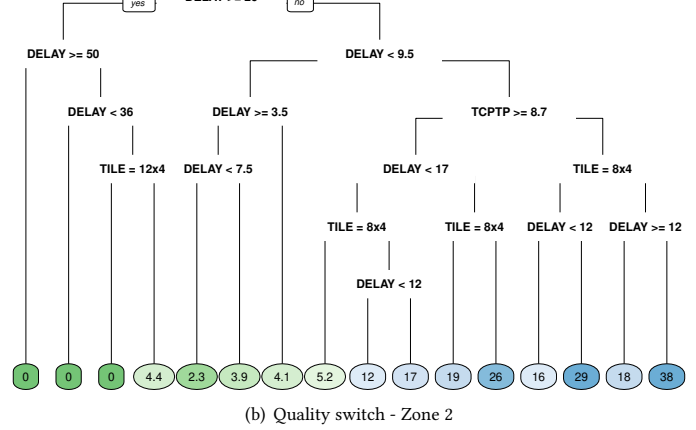 yes
no
DELAY >= 50
DELAY < 9.5
DELAY < 36
DELAY >= 3.5
TCPTP >= 8.7
TILE = 12x4
DELAY < 7.5
DELAY < 17
TILE = 8x4
TILE = 8x4
TILE = 8x4
DELAY < 12
DELAY >= 12
DELAY < 12
0 0 0 4.4 2.3 3.9 4.1 5.2 12 17 19 26 16 29 18 38
(b) Quality switch - Zone 2